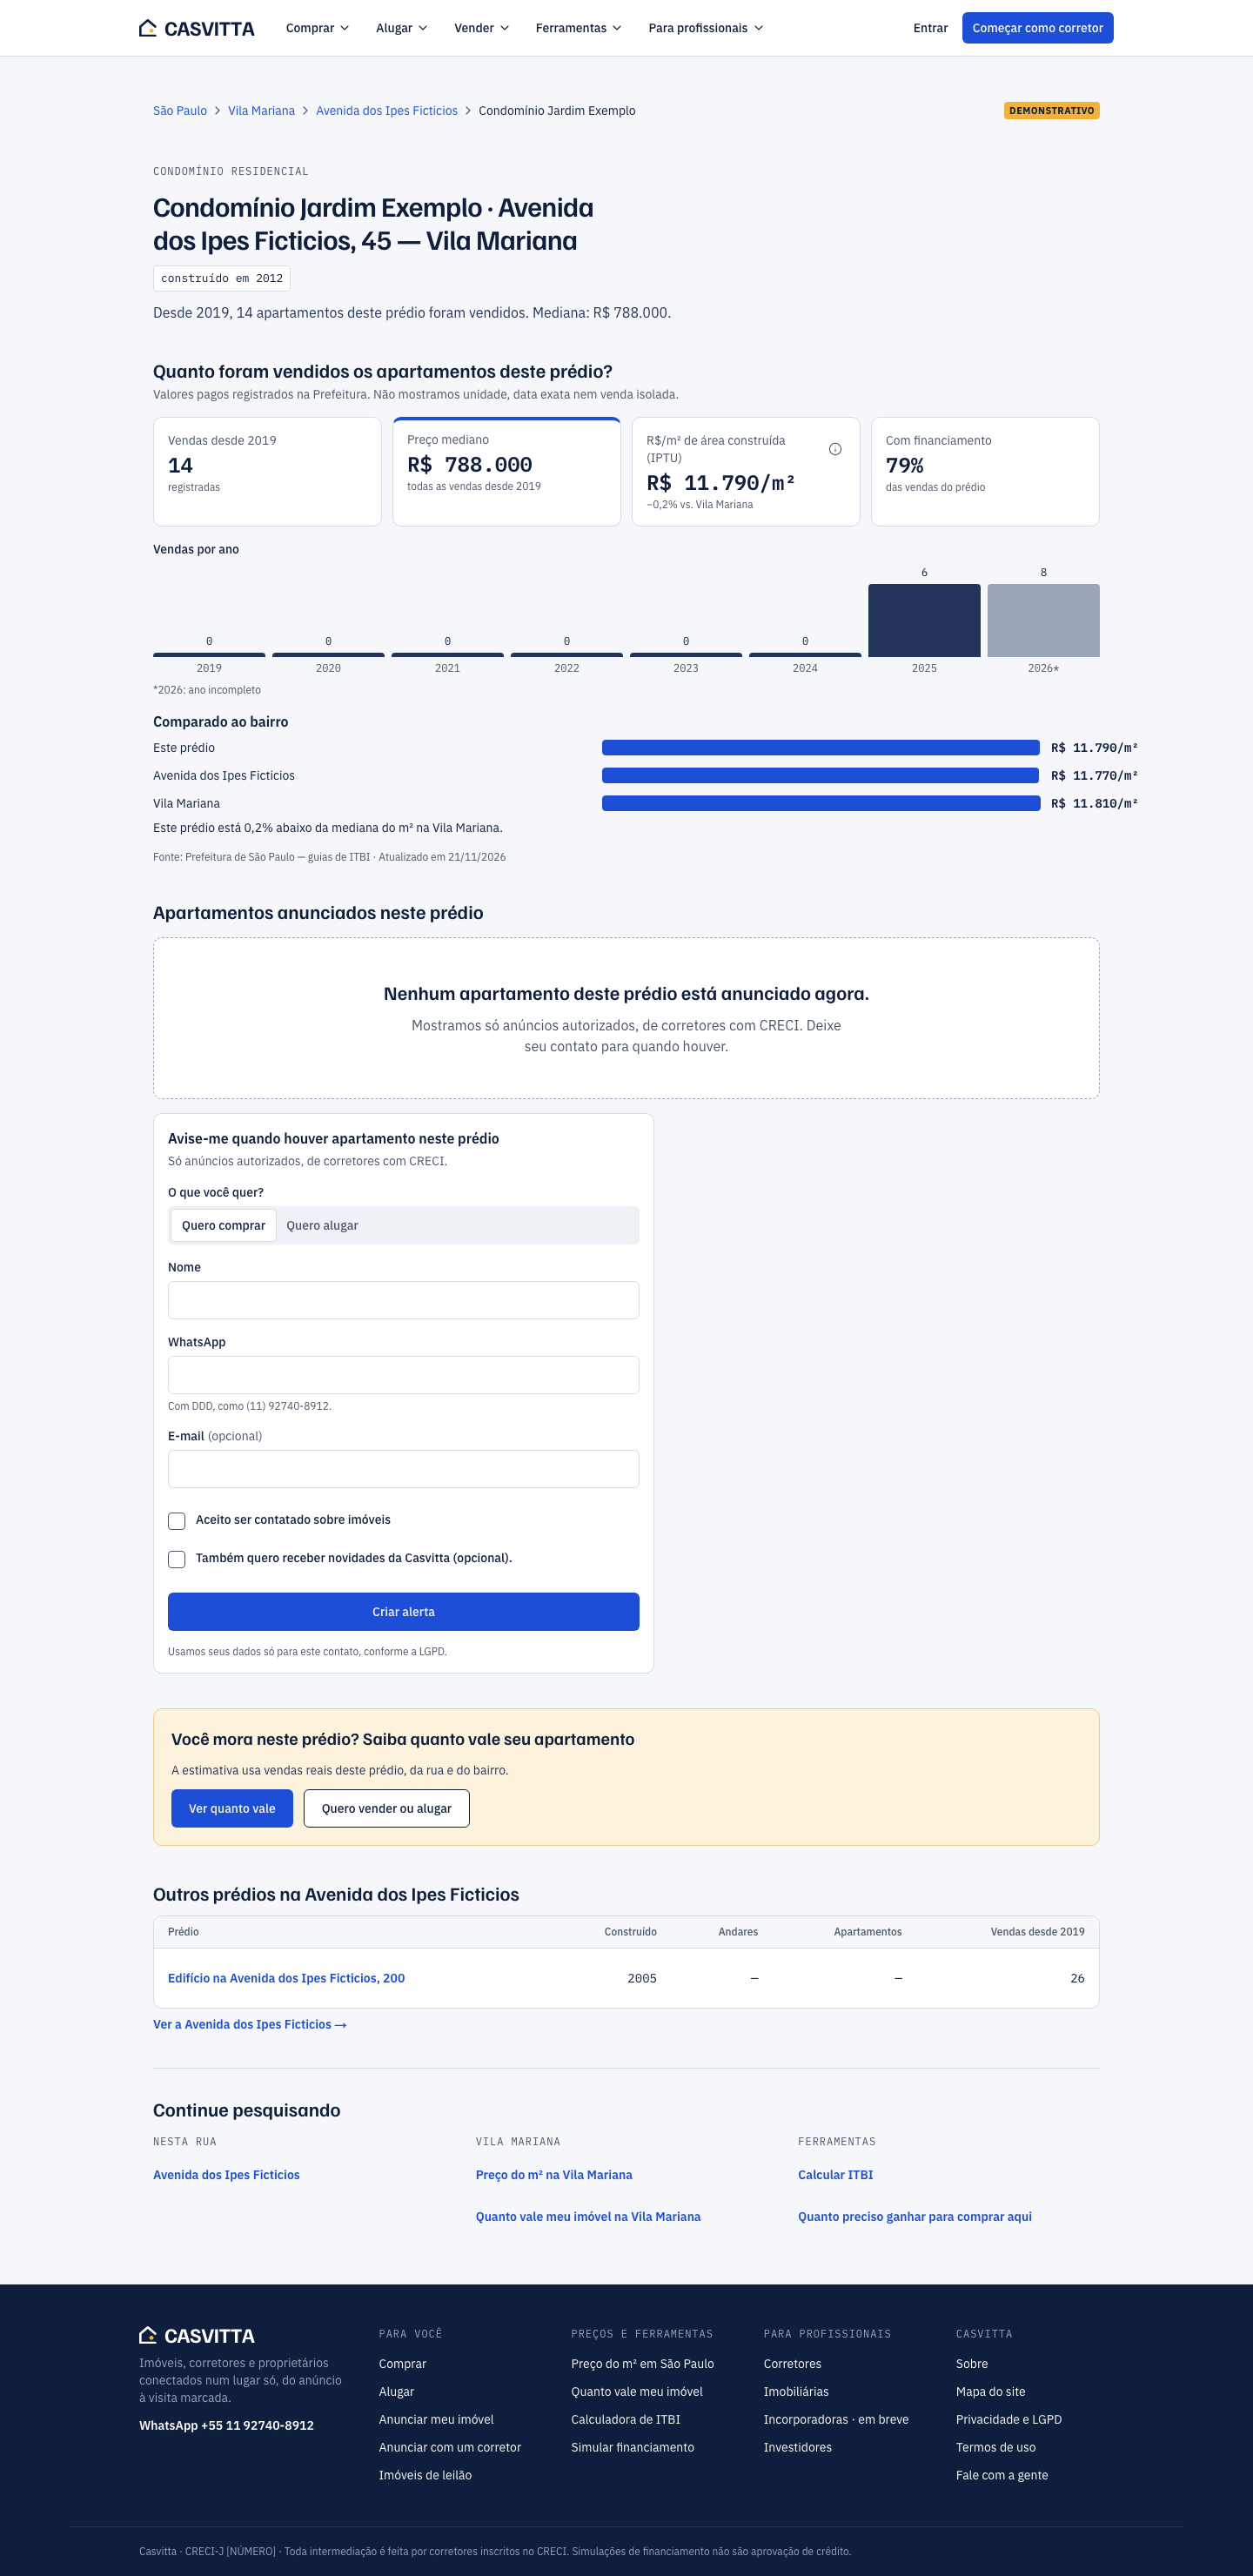 CASVITTA
Comprar
Alugar
Vender
Ferramentas
Para profissionais
Entrar
Começar como corretor
São Paulo > Vila Mariana > Avenida dos Ipes Ficticios > Condomínio Jardim Exemplo
DEMONSTRATIVO
CONDOMÍNIO RESIDENCIAL
Condomínio Jardim Exemplo · Avenida
dos Ipes Ficticios, 45 — Vila Mariana
construído em 2012
Desde 2019, 14 apartamentos deste prédio foram vendidos. Mediana: R$ 788.000.
Quanto foram vendidos os apartamentos deste prédio?
Valores pagos registrados na Prefeitura. Não mostramos unidade, data exata nem venda isolada.
Vendas desde 2019
14
registradas
Preço mediano
R$ 788.000
todas as vendas desde 2019
R$/m² de área construída
(IPTU)
R$ 11.790/m²
−0,2% vs. Vila Mariana
Com financiamento
79%
das vendas do prédio
Vendas por ano
0 0 0 0 0 0 6 8
2019 2020 2021 2022 2023 2024 2025 2026*
*2026: ano incompleto
Comparado ao bairro
Este prédio R$ 11.790/m²
Avenida dos Ipes Ficticios R$ 11.770/m²
Vila Mariana R$ 11.810/m²
Este prédio está 0,2% abaixo da mediana do m² na Vila Mariana.
Fonte: Prefeitura de São Paulo — guias de ITBI · Atualizado em 21/11/2026
Apartamentos anunciados neste prédio
Nenhum apartamento deste prédio está anunciado agora.
Mostramos só anúncios autorizados, de corretores com CRECI. Deixe
seu contato para quando houver.
Avise-me quando houver apartamento neste prédio
Só anúncios autorizados, de corretores com CRECI.
O que você quer?
Quero comprar Quero alugar
Nome
WhatsApp
Com DDD, como (11) 92740-8912.
E-mail (opcional)
Aceito ser contatado sobre imóveis
Também quero receber novidades da Casvitta (opcional).
Criar alerta
Usamos seus dados só para este contato, conforme a LGPD.
Você mora neste prédio? Saiba quanto vale seu apartamento
A estimativa usa vendas reais deste prédio, da rua e do bairro.
Ver quanto vale
Quero vender ou alugar
Outros prédios na Avenida dos Ipes Ficticios
Prédio Construído Andares Apartamentos Vendas desde 2019
Edifício na Avenida dos Ipes Ficticios, 200 2005 — — 26
Ver a Avenida dos Ipes Ficticios →
Continue pesquisando
NESTA RUA
Avenida dos Ipes Ficticios
VILA MARIANA
Preço do m² na Vila Mariana
Quanto vale meu imóvel na Vila Mariana
FERRAMENTAS
Calcular ITBI
Quanto preciso ganhar para comprar aqui
CASVITTA
Imóveis, corretores e proprietários
conectados num lugar só, do anúncio
à visita marcada.
WhatsApp +55 11 92740-8912
PARA VOCÊ
Comprar
Alugar
Anunciar meu imóvel
Anunciar com um corretor
Imóveis de leilão
PREÇOS E FERRAMENTAS
Preço do m² em São Paulo
Quanto vale meu imóvel
Calculadora de ITBI
Simular financiamento
PARA PROFISSIONAIS
Corretores
Imobiliárias
Incorporadoras · em breve
Investidores
CASVITTA
Sobre
Mapa do site
Privacidade e LGPD
Termos de uso
Fale com a gente
Casvitta · CRECI-J [NÚMERO] · Toda intermediação é feita por corretores inscritos no CRECI. Simulações de financiamento não são aprovação de crédito.